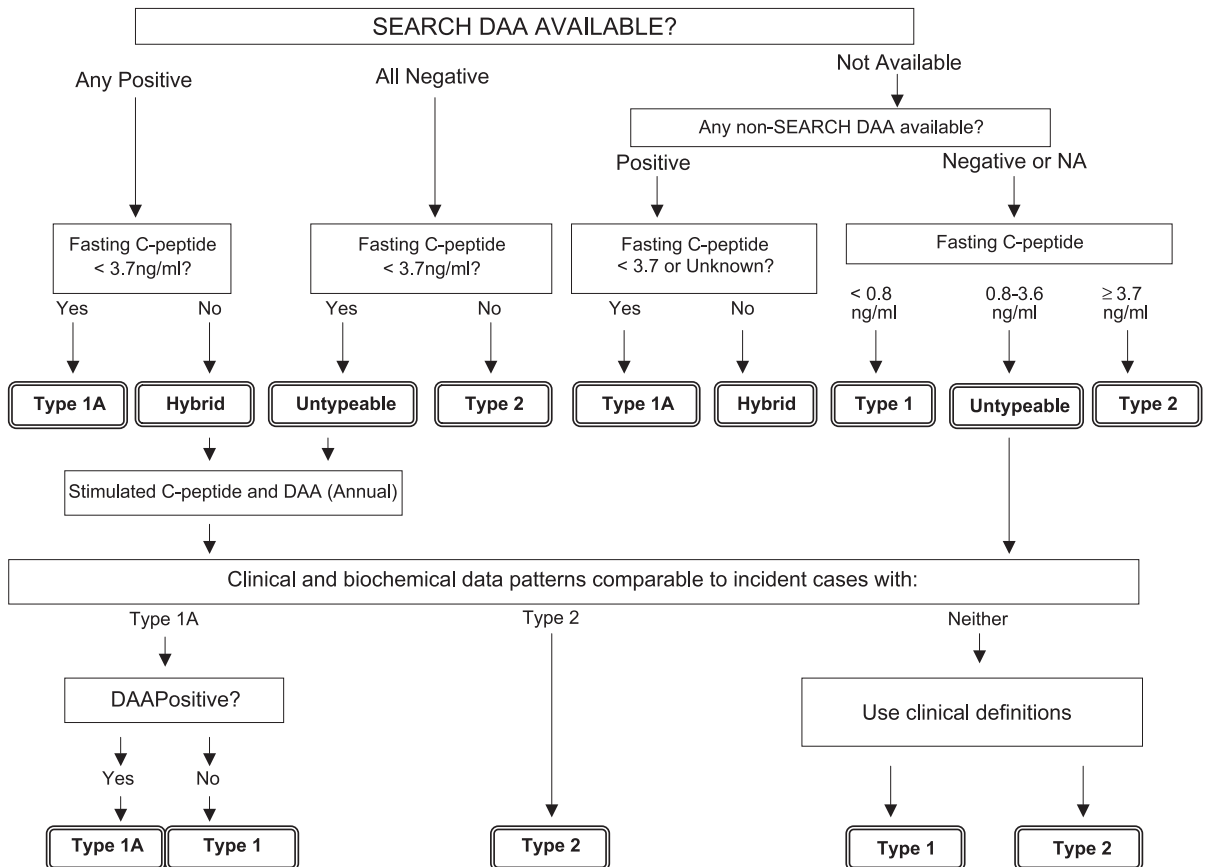 SEARCH DAA AVAILABLE?
Any Positive
All Negative
Not Available
Any non-SEARCH DAA available?
Positive
Negative or NA
Fasting C-peptide
< 3.7ng/ml?
Fasting C-peptide
< 3.7ng/ml?
Fasting C-peptide
< 3.7 or Unknown?
Fasting C-peptide
Yes
No
Yes
No
Yes
No
< 0.8
ng/ml
0.8-3.6
ng/ml
≥ 3.7
ng/ml
Type 1A
Hybrid
Untypeable
Type 2
Type 1A
Hybrid
Type 1
Untypeable
Type 2
Stimulated C-peptide and DAA (Annual)
Clinical and biochemical data patterns comparable to incident cases with:
Type 1A
Type 2
Neither
DAAPositive?
Use clinical definitions
Yes
No
Type 1A
Type 1
Type 2
Type 1
Type 2